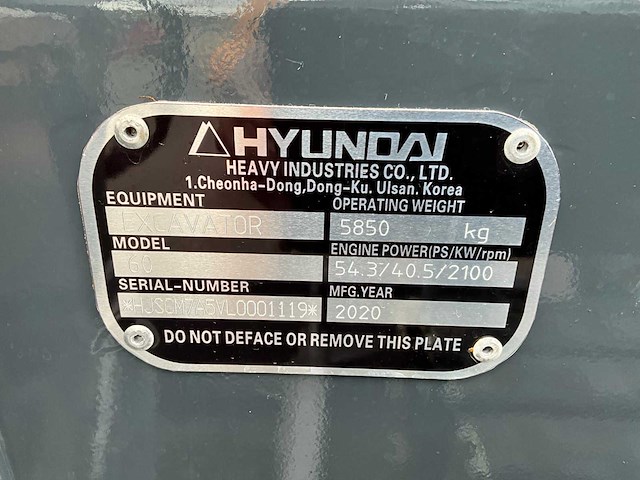 HYUNDAI
HEAVY INDUSTRIES CO., LTD.
1.Cheonha-Dong,Dong-Ku. Ulsan. Korea
EQUIPMENT
EXCAVATOR
OPERATING WEIGHT
5850 kg
MODEL
60
ENGINE POWER(PS/KW/rpm)
54.3/40.5/2100
SERIAL-NUMBER
MFG.YEAR
2020
DO NOT DEFACE OR REMOVE THIS PLATE